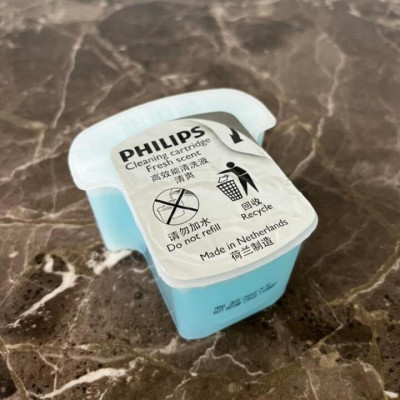 PHILIPS
Cleaning cartridge
Fresh scent
高效能清洗液
清爽
请勿加水
Do not refill
回收
Recycle
Made in Netherlands
荷兰制造